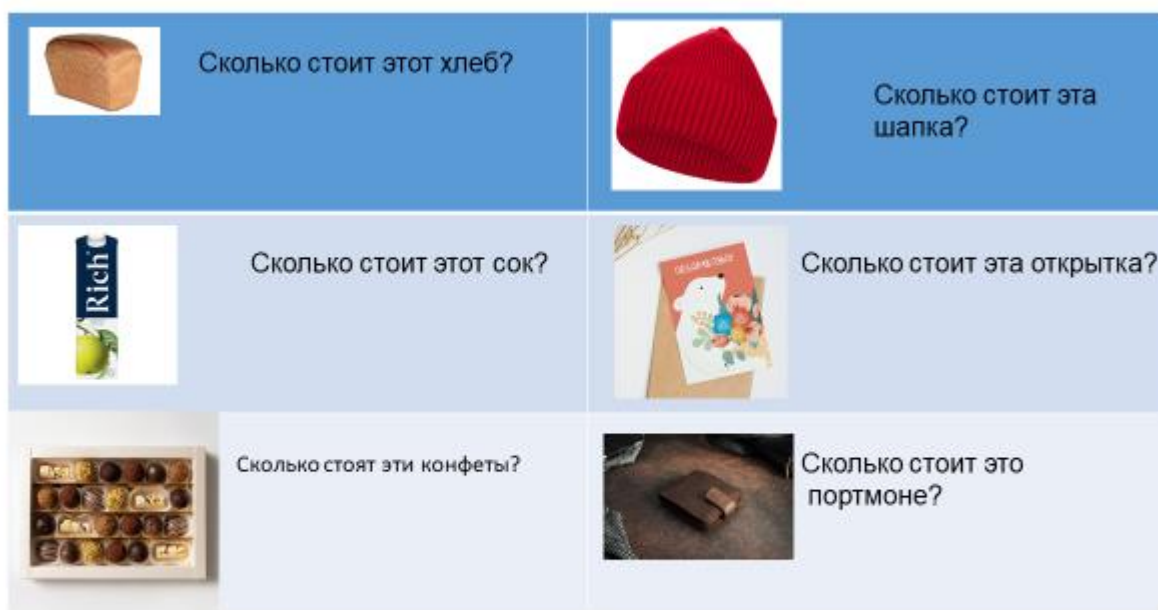 Сколько стоит этот хлеб?
Сколько стоит эта
шапка?
Rich
Сколько стоит этот сок?
Сколько стоит эта открытка?
Сколько стоят эти конфеты?
Сколько стоит это
портмоне?